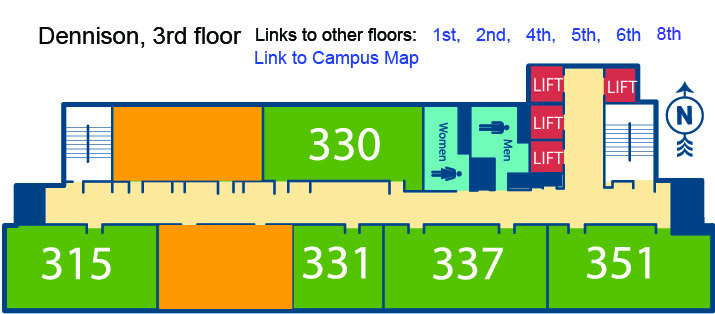 Dennison, 3rd floor Links to other floors: 1st, 2nd, 4th, 5th, 6th 8th
Link to Campus Map
LIFT LIFT
N
LIFT
330
Women
Men
LIFT
315
331
337
351